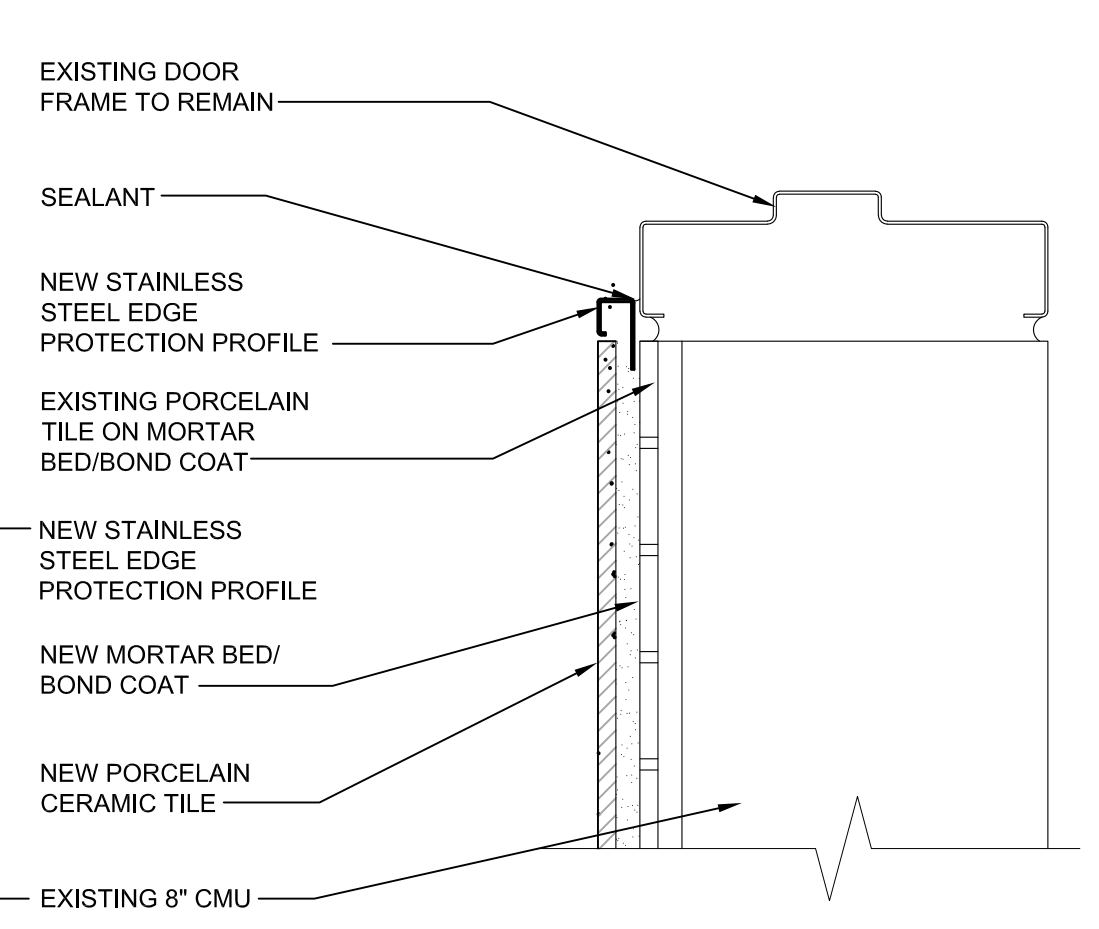 EXISTING DOOR
FRAME TO REMAIN
SEALANT
NEW STAINLESS
STEEL EDGE
PROTECTION PROFILE
EXISTING PORCELAIN
TILE ON MORTAR
BED/BOND COAT
NEW STAINLESS
STEEL EDGE
PROTECTION PROFILE
NEW MORTAR BED/
BOND COAT
NEW PORCELAIN
CERAMIC TILE
EXISTING 8" CMU